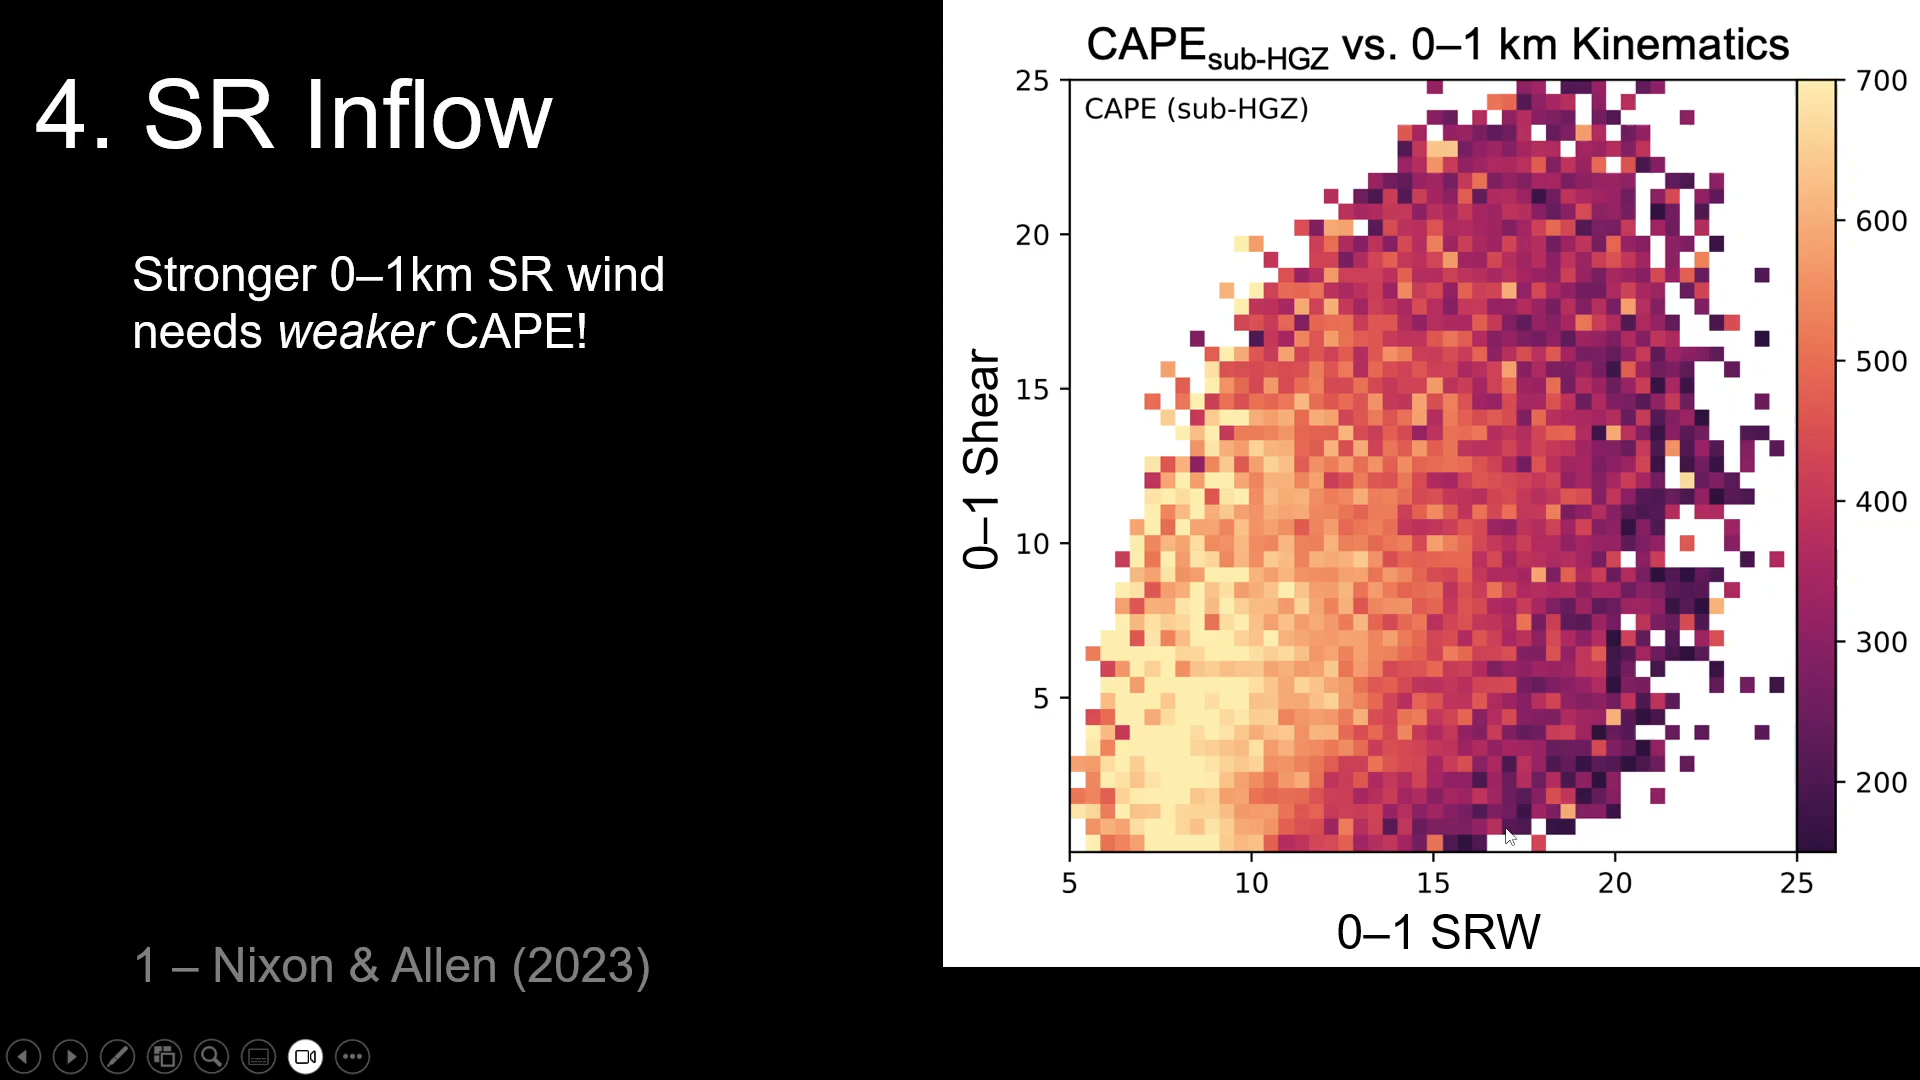 4. SR Inflow
Stronger 0–1km SR wind
needs weaker CAPE!
1 – Nixon & Allen (2023)
CAPEsub-HGZ vs. 0–1 km Kinematics
CAPE (sub-HGZ)
0–1 Shear
25
20
15
10
5
5 10 15 20 25
0–1 SRW
700
600
500
400
300
200